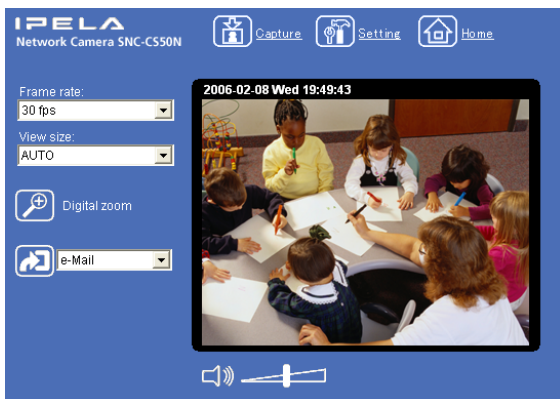 IPELA
Network Camera SNC-CS50N
Capture
Setting
Home
Frame rate:
30 fps
View size:
AUTO
Digital zoom
e-Mail
2006-02-08 Wed 19:49:43